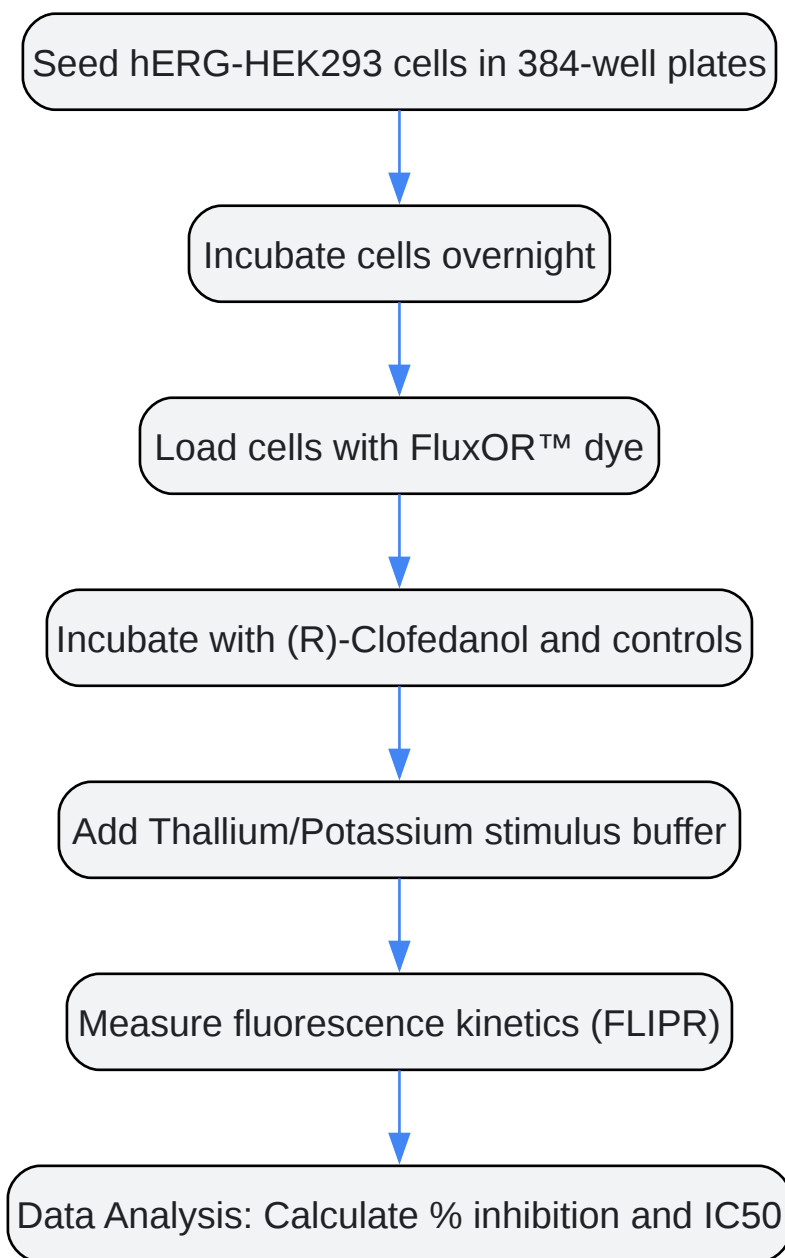 Seed hERG-HEK293 cells in 384-well plates
Incubate cells overnight
Load cells with FluxOR™ dye
Incubate with (R)-Clofedanol and controls
Add Thallium/Potassium stimulus buffer
Measure fluorescence kinetics (FLIPR)
Data Analysis: Calculate % inhibition and IC50